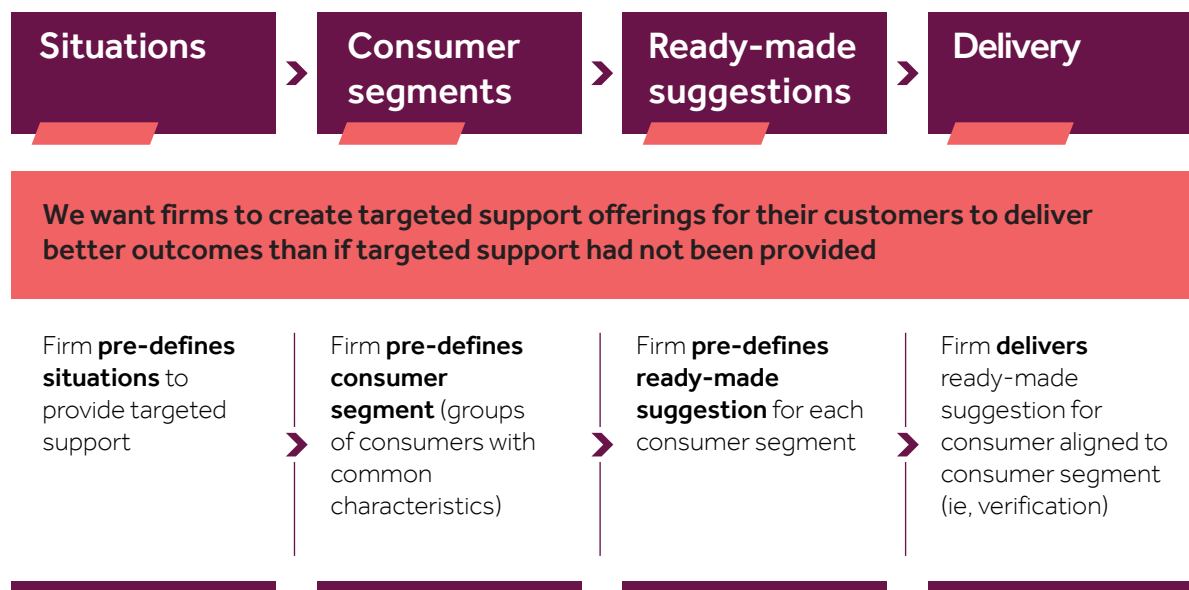 Situations
Consumer
segments
Ready-made
suggestions
Delivery
We want firms to create targeted support offerings for their customers to deliver
better outcomes than if targeted support had not been provided
Firm pre-defines
situations to
provide targeted
support
Firm pre-defines
consumer
segment (groups
of consumers with
common
characteristics)
Firm pre-defines
ready-made
suggestion for each
consumer segment
Firm delivers
ready-made
suggestion for
consumer aligned to
consumer segment
(ie, verification)